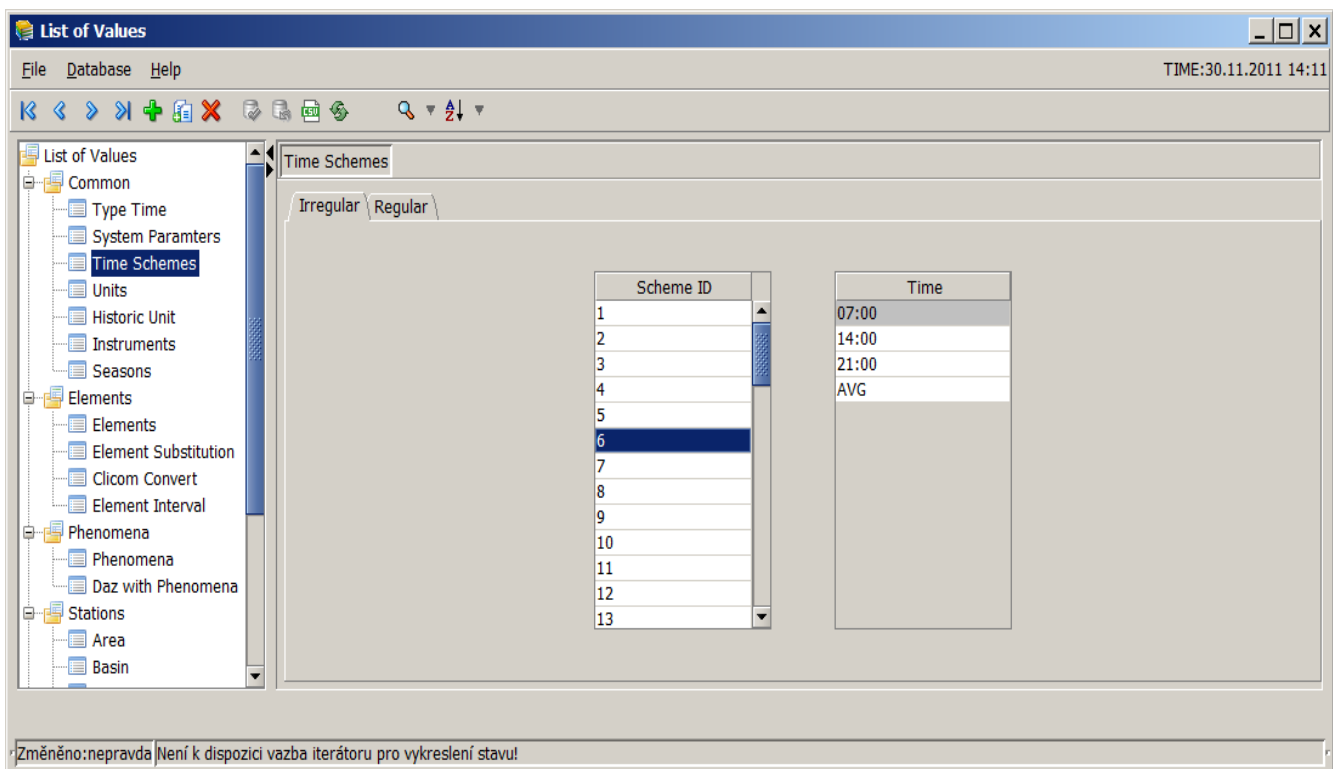 List of Values
File Database Help TIME:30.11.2011 14:11
List of Values
Common
Type Time
System Paramters
Time Schemes
Units
Historic Unit
Instruments
Seasons
Elements
Elements
Element Substitution
Clicom Convert
Element Interval
Phenomena
Phenomena
Daz with Phenomena
Stations
Area
Basin
Time Schemes
Irregular Regular
Scheme ID
1
2
3
4
5
6
7
8
9
10
11
12
13
Time
07:00
14:00
21:00
AVG
Změněno:nepravda Není k dispozici vazba iterátoru pro vykreslení stavu!